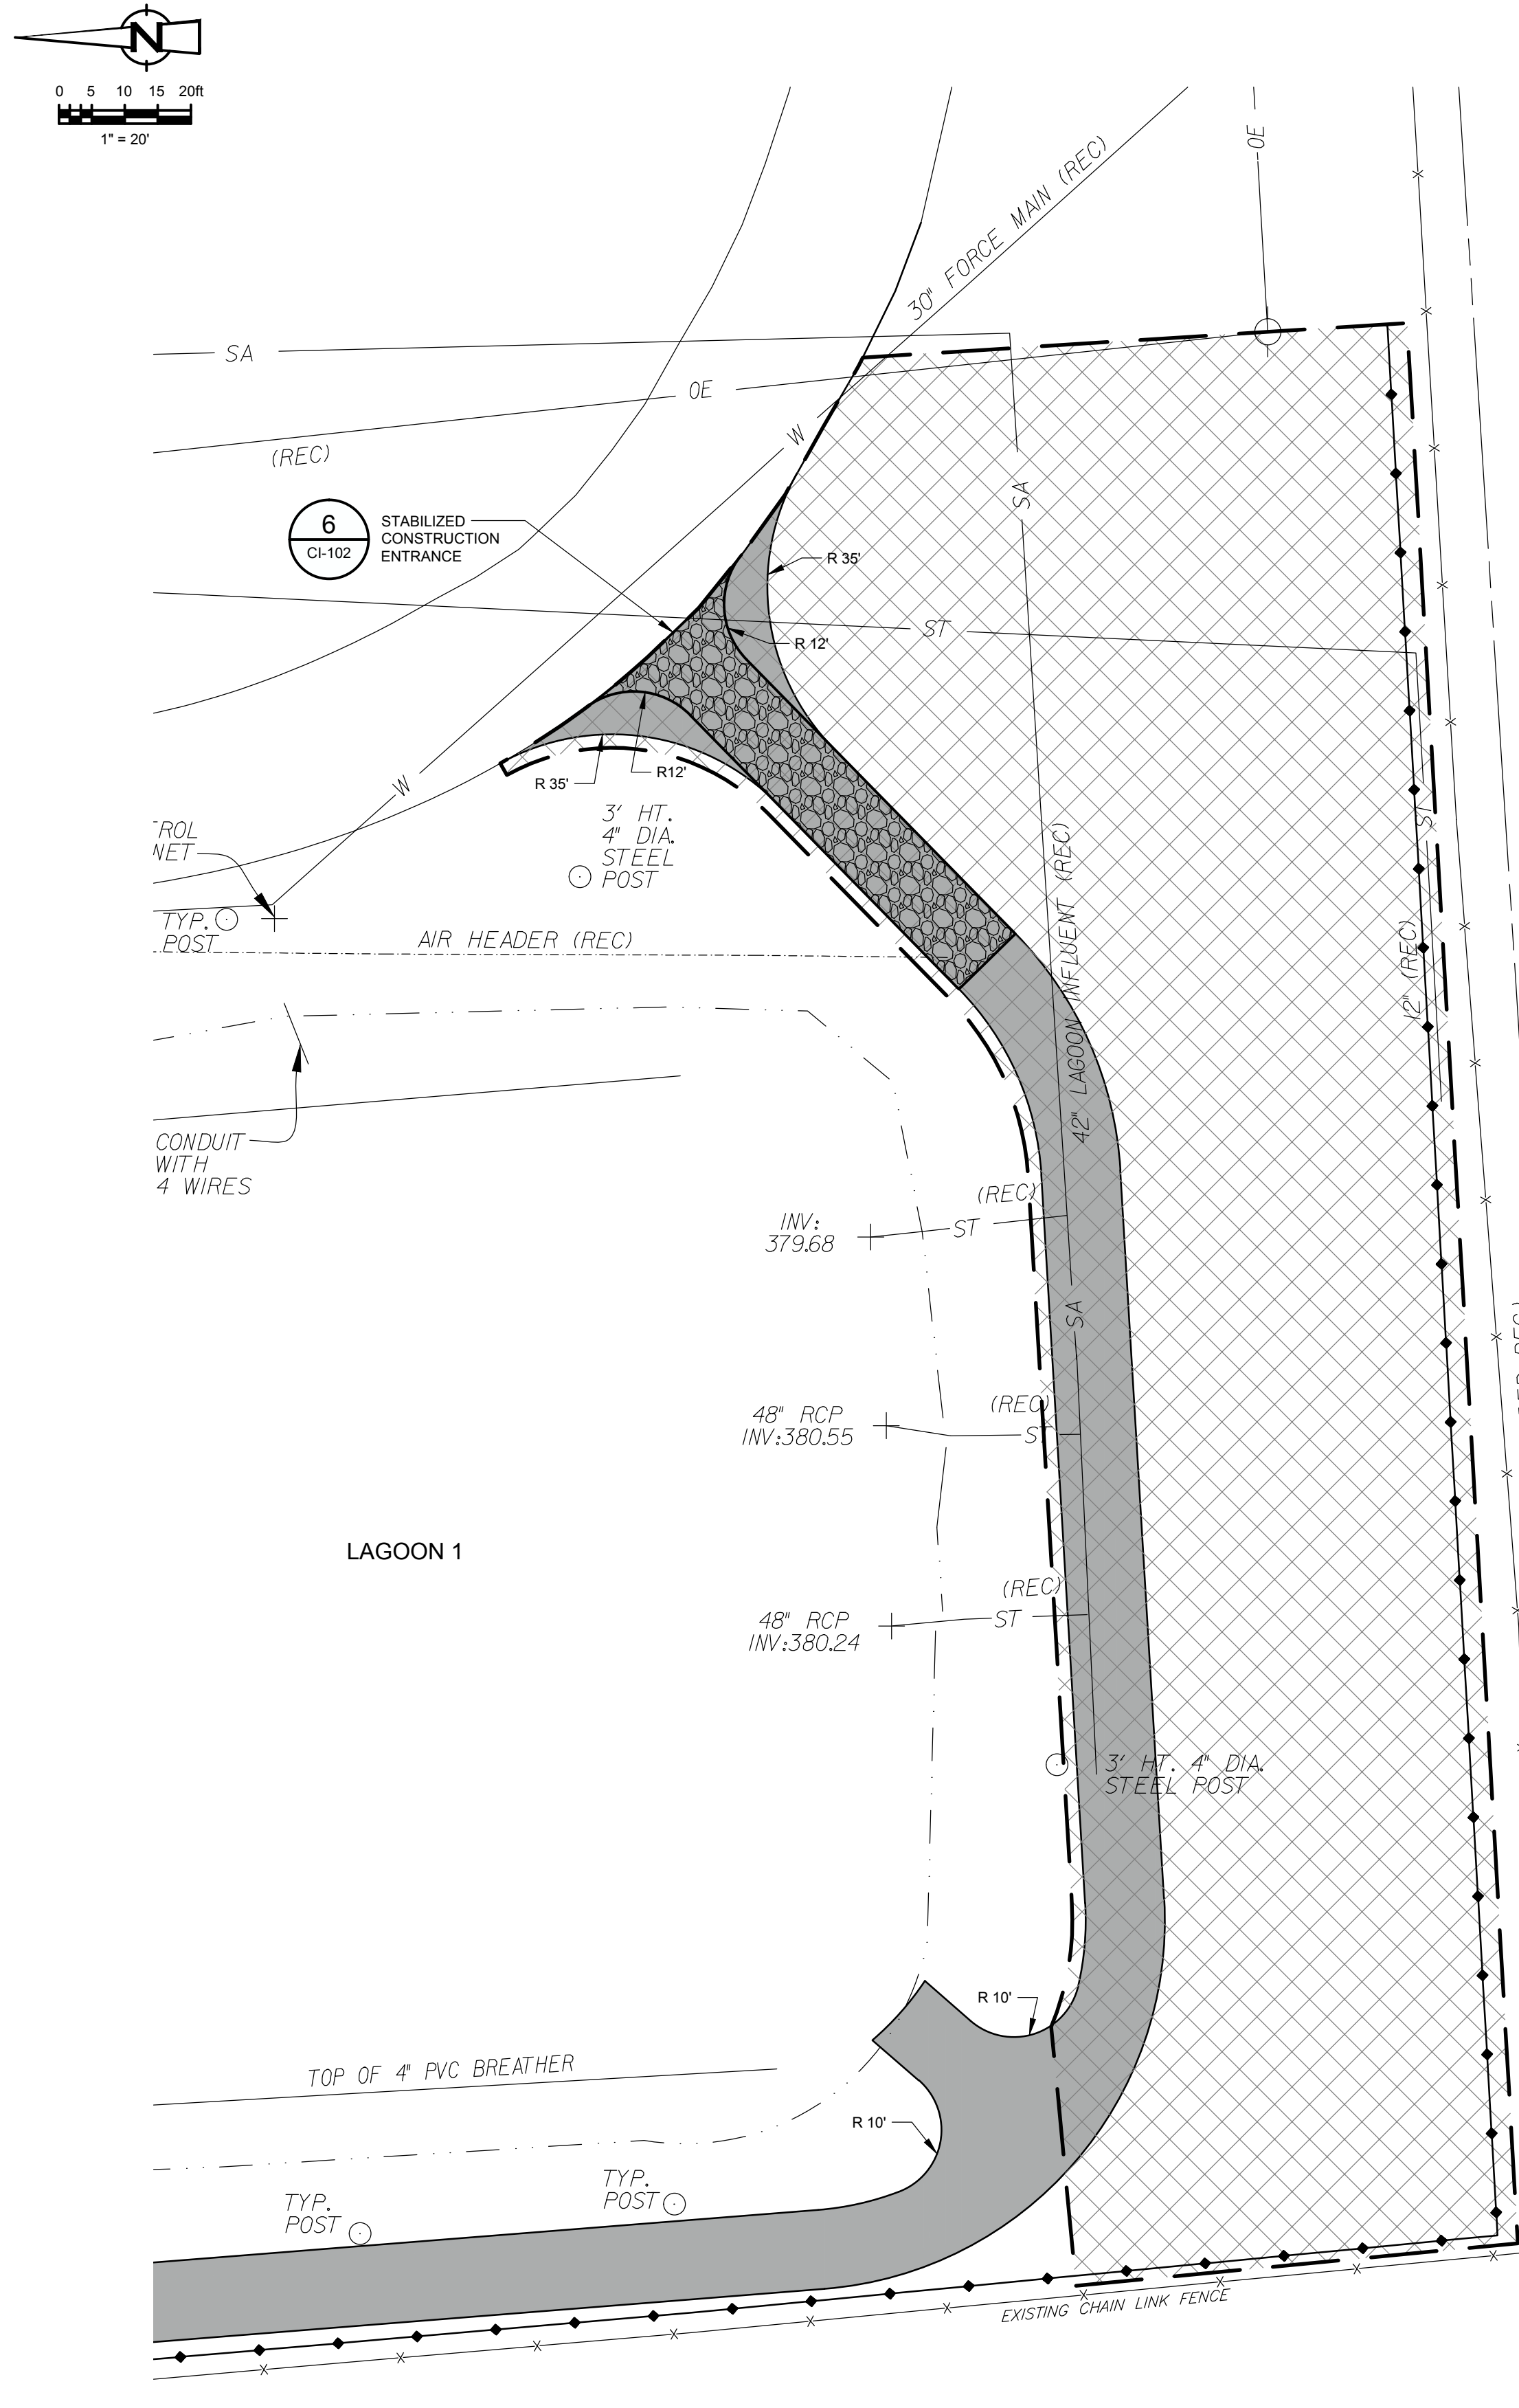 N
0 5 10 15 20ft
1" = 20'
OE
30" FORCE MAIN (REC)
SA
OE
(REC)
W
SA
6
CI-102
STABILIZED
CONSTRUCTION
ENTRANCE
R 35'
ST
R 12'
R12'
R 35'
W
3' HT.
4" DIA.
STEEL
POST
ST
TROL
NET
TYP.
POST
AIR HEADER (REC)
42" LAGOON INFLUENT (REC)
12" (REC)
CONDUIT
WITH
4 WIRES
(REC)
INV:
379.68
ST
SA
(REC)
48" RCP
INV:380.55
ST
LAGOON 1
(REC)
48" RCP
INV:380.24
ST
3' HT. 4" DIA.
STEEL POST
R 10'
TOP OF 4" PVC BREATHER
R 10'
TYP.
POST
TYP.
POST
EXISTING CHAIN LINK FENCE